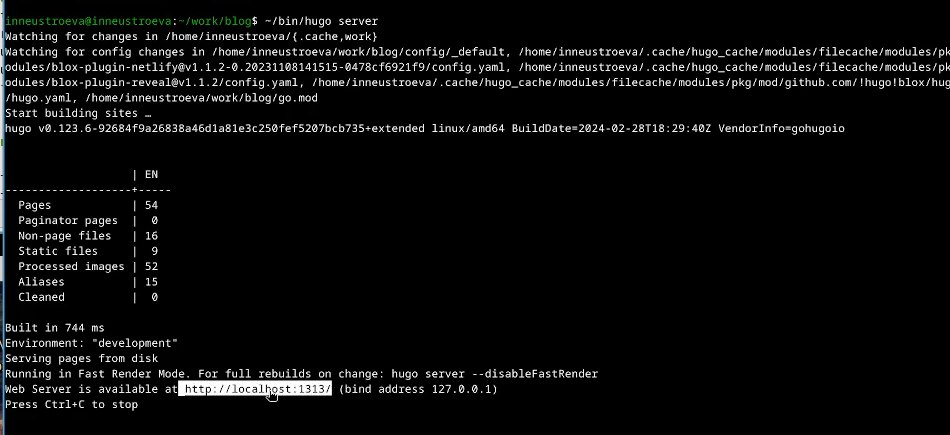 inneustroeva@inneustroeva:~/work/blog$ ~/bin/hugo server
Watching for changes in /home/inneustroeva/{.cache,work}
Watching for config changes in /home/inneustroeva/work/blog/config/_default, /home/inneustroeva/.cache/hugo_cache/modules/filecache/modules/pk
odules/blox-plugin-netlify@v1.1.2-0.20231108141515-0478cf6921f9/config.yaml, /home/inneustroeva/.cache/hugo_cache/modules/filecache/modules/pk
odules/blox-plugin-reveal@v1.1.2/config.yaml, /home/inneustroeva/.cache/hugo_cache/modules/filecache/modules/pkg/mod/github.com/!hugo!blox/hug
/hugo.yaml, /home/inneustroeva/work/blog/go.mod
Start building sites …
hugo v0.123.6-92684f9a26838a46d1a81e3c250fef5207bcb735+extended linux/amd64 BuildDate=2024-02-28T18:29:40Z VendorInfo=gohugoio
                   | EN
-------------------+-----
  Pages            | 54
  Paginator pages  |  0
  Non-page files   | 16
  Static files     |  9
  Processed images | 52
  Aliases          | 15
  Cleaned          |  0
Built in 744 ms
Environment: "development"
Serving pages from disk
Running in Fast Render Mode. For full rebuilds on change: hugo server --disableFastRender
Web Server is available at http://localhost:1313/ (bind address 127.0.0.1)
Press Ctrl+C to stop